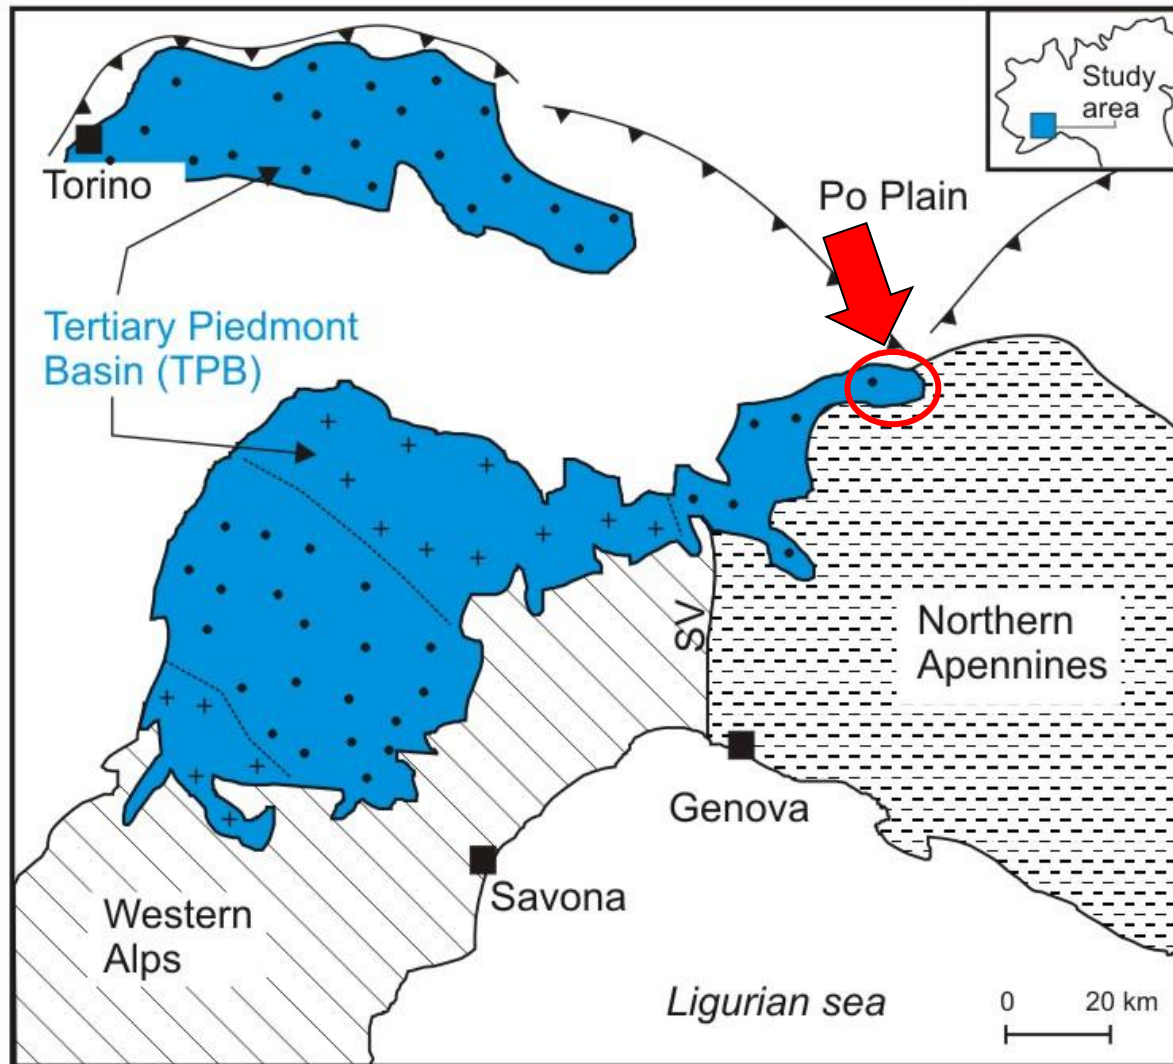 Study
area
Torino
Po Plain
Tertiary Piedmont
Basin (TPB)
SV
Northern
Apennines
Genova
Savona
Western
Alps
Ligurian sea
0 20 km